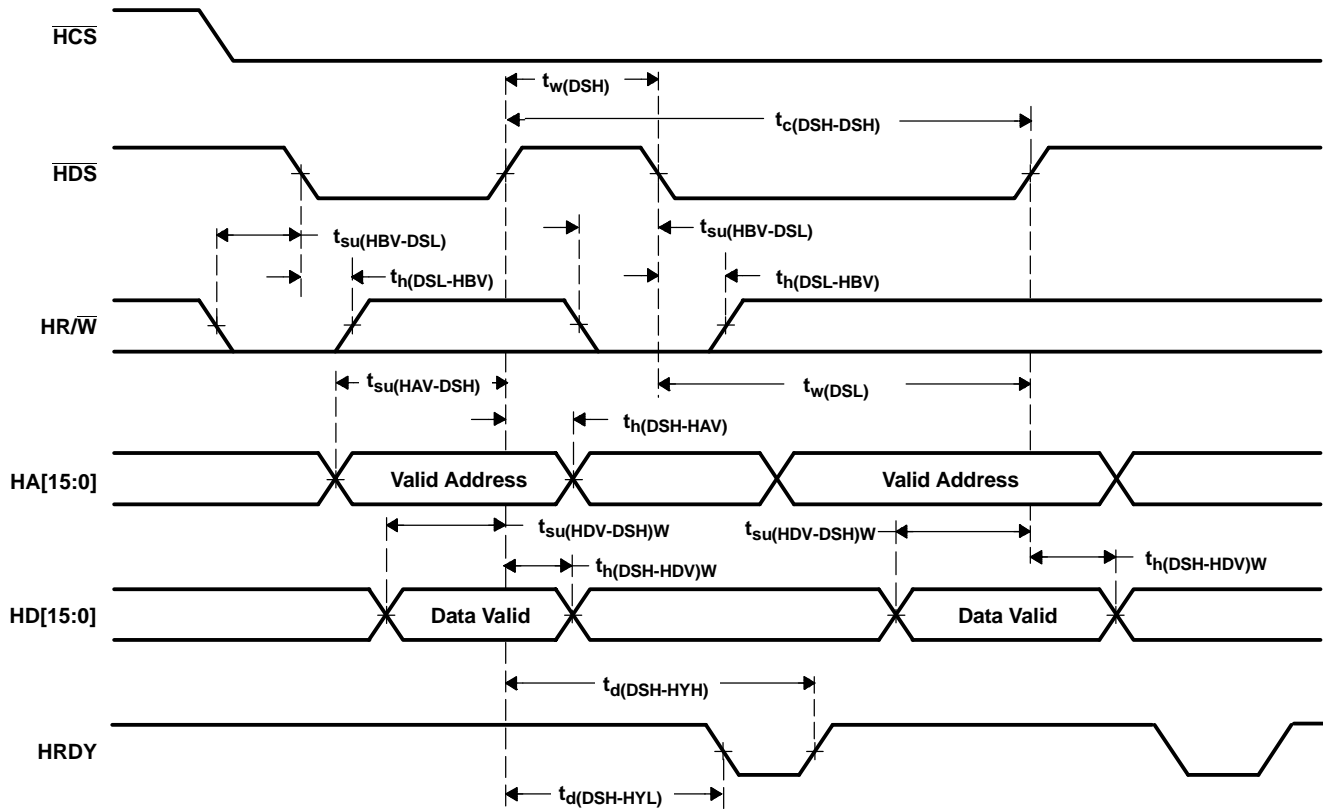 HCS
tw(DSH)
tc(DSH-DSH)
HDS
tsu(HBV-DSL)
tsu(HBV-DSL)
th(DSL-HBV)
th(DSL-HBV)
HR/W
tsu(HAV-DSH)
tw(DSL)
th(DSH-HAV)
HA[15:0]
Valid Address
Valid Address
tsu(HDV-DSH)W
tsu(HDV-DSH)W
th(DSH-HDV)W
th(DSH-HDV)W
HD[15:0]
Data Valid
Data Valid
td(DSH-HYH)
HRDY
td(DSH-HYL)